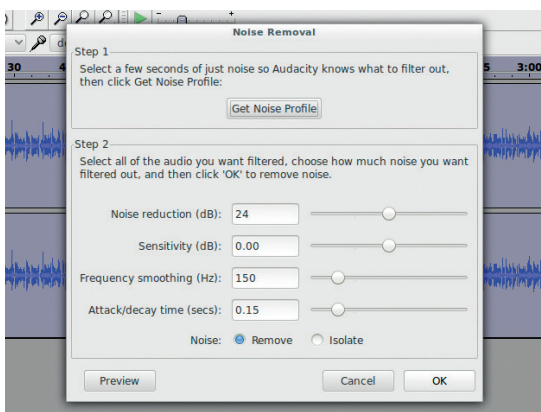 Noise Removal
30
5 3:00
Step 1
Select a few seconds of just noise so Audacity knows what to filter out,
then click Get Noise Profile:
Get Noise Profile
Step 2
Select all of the audio you want filtered, choose how much noise you want
filtered out, and then click 'OK' to remove noise.
Noise reduction (dB): 24
Sensitivity (dB): 0.00
Frequency smoothing (Hz): 150
Attack/decay time (secs): 0.15
Noise: Remove Isolate
Preview Cancel OK